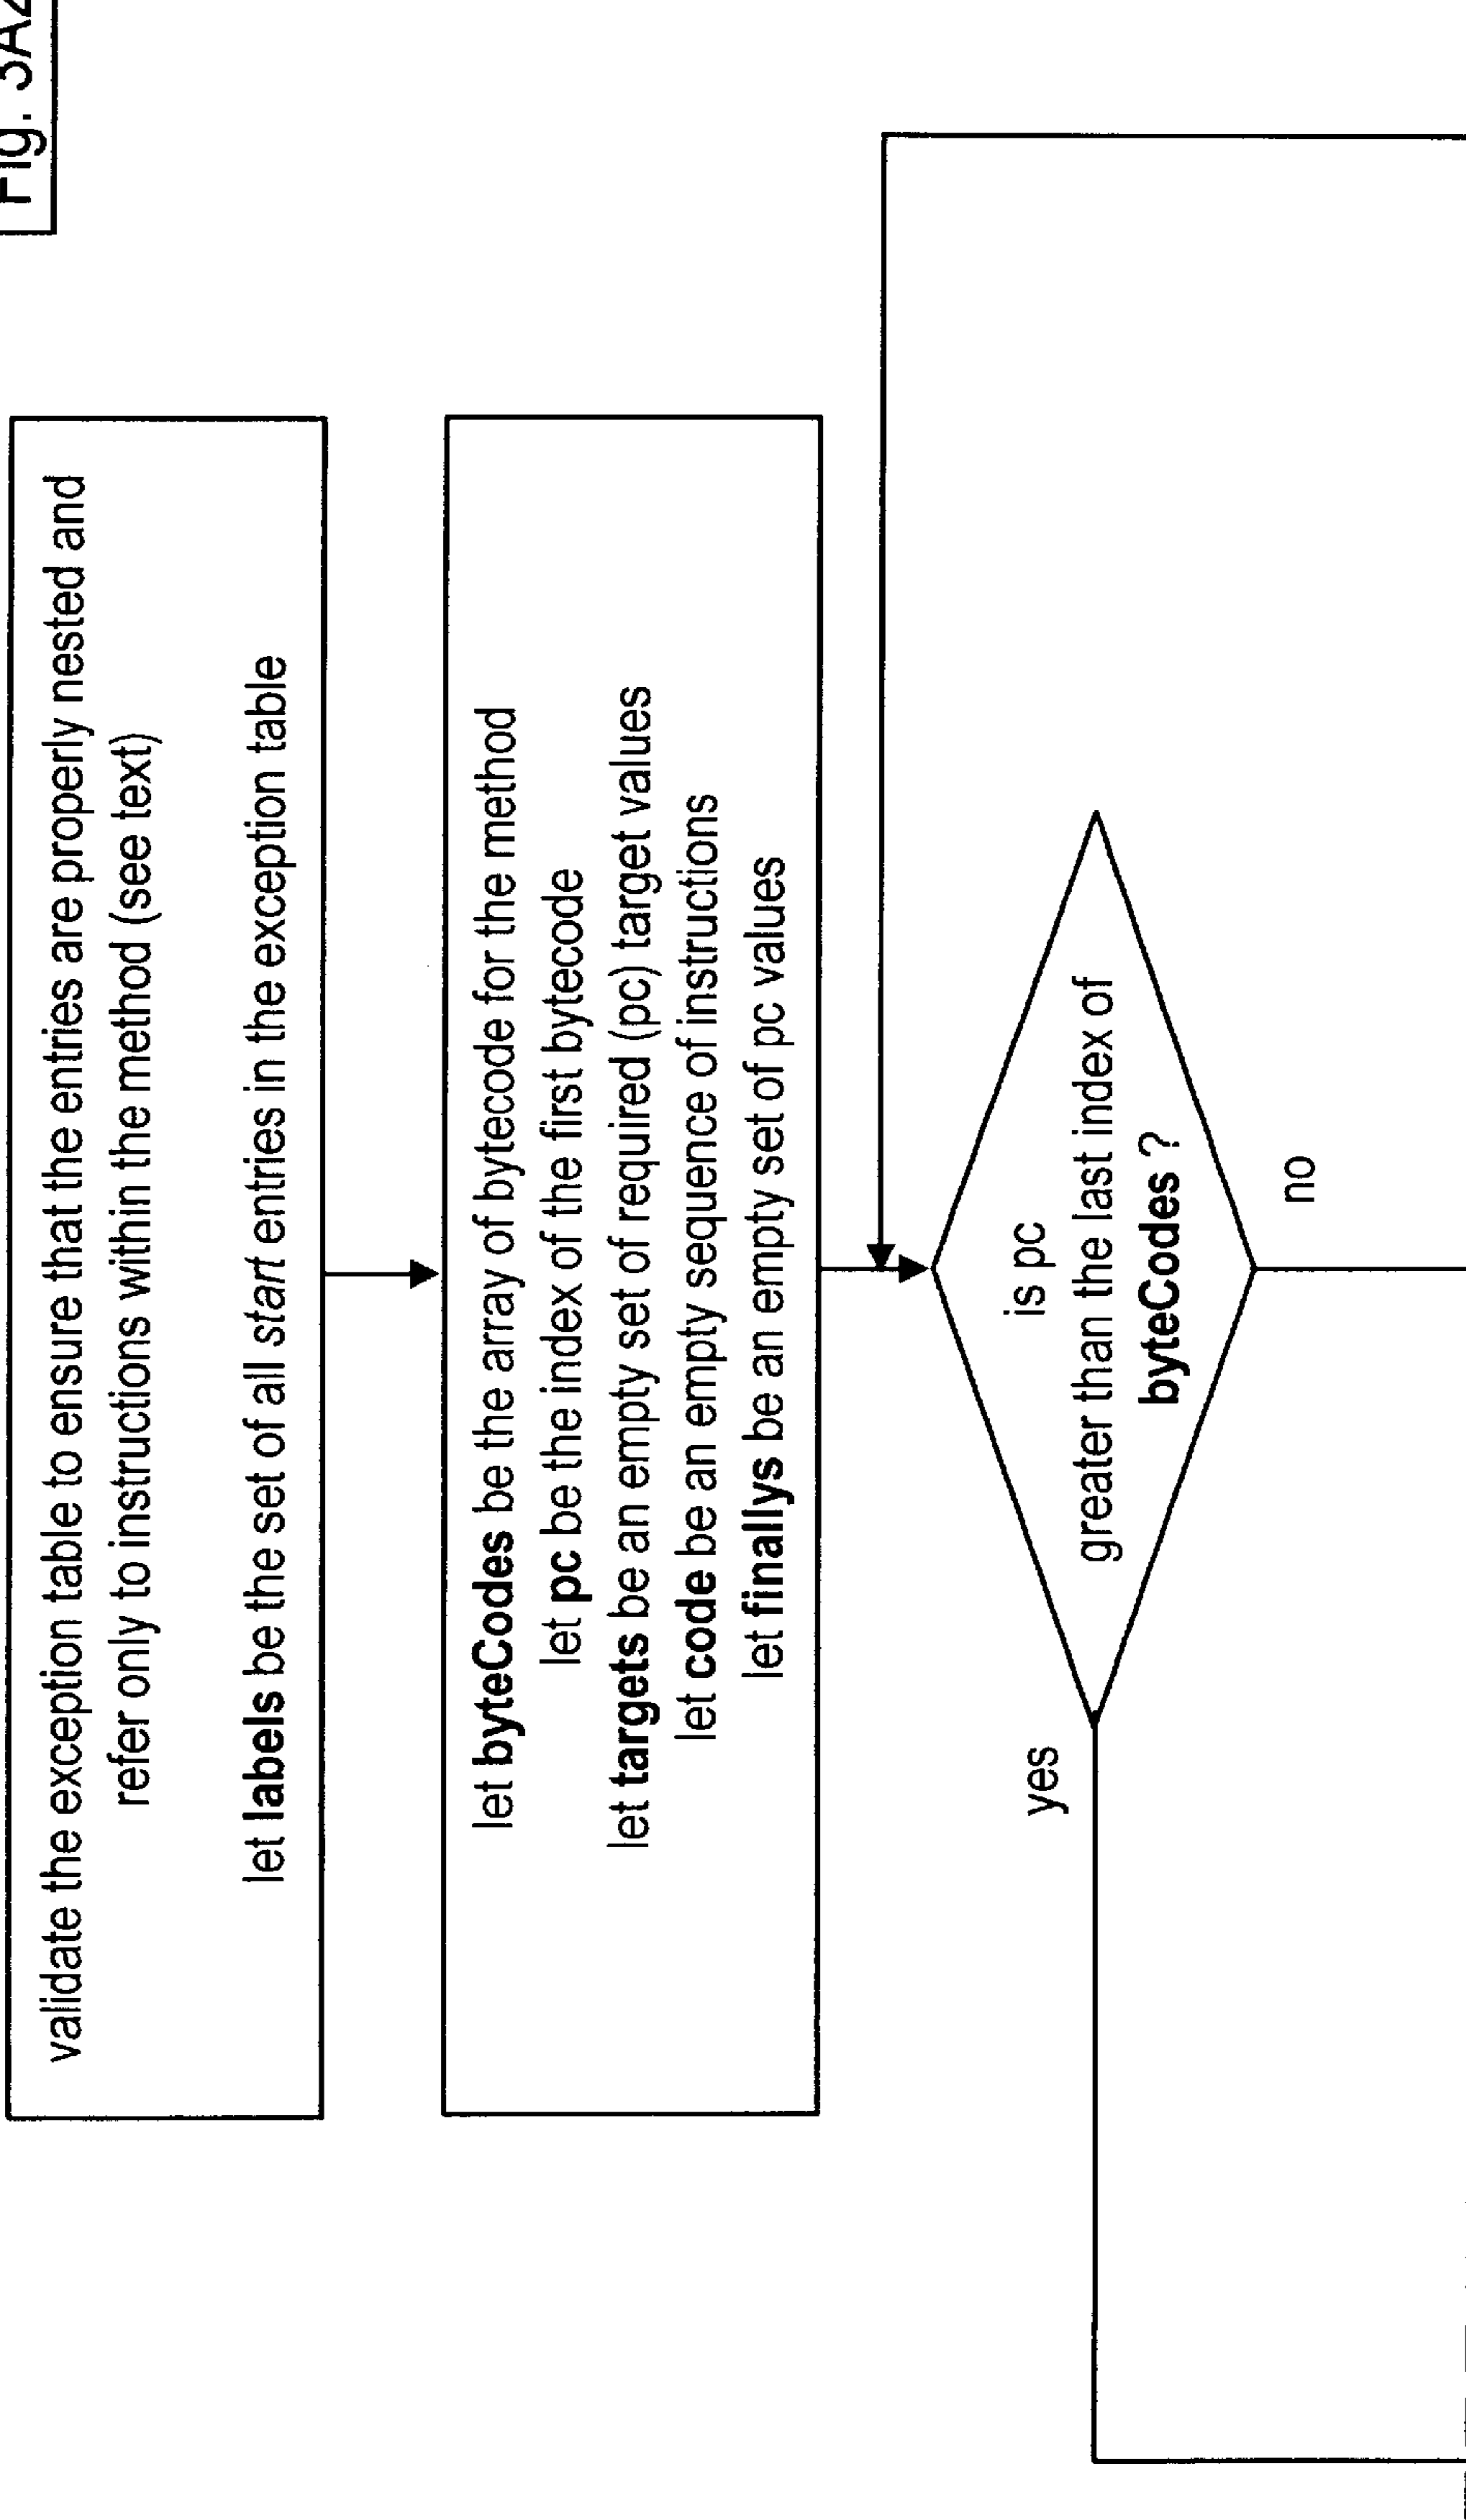 Fig. 3A2
validate the exception table to ensure that the entries are properly nested and
refer only to instructions within the method (see text)
let labels be the set of all start entries in the exception table
let byteCodes be the array of bytecode for the method
let pc be the index of the first bytecode
let targets be an empty set of required (pc) target values
let code be an empty sequence of instructions
let finallys be an empty set of pc values
is pc
greater than the last index of
byteCodes ?
yes
no